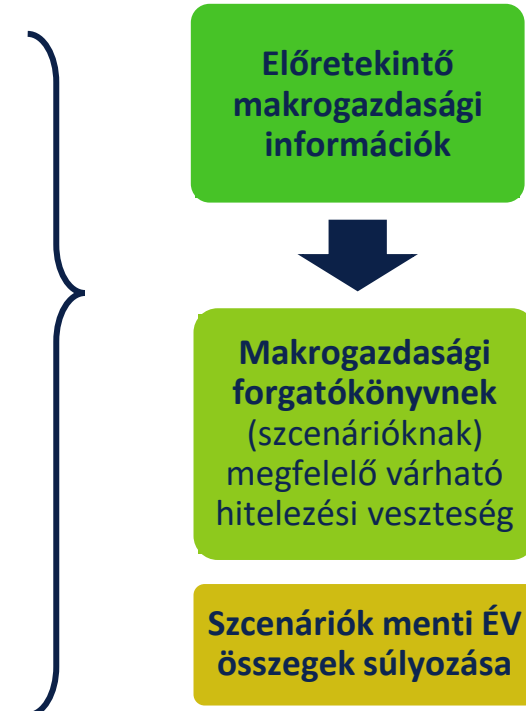 Előretekintő
makrogazdasági
információk
Makrogazdasági
forgatókönyvnek
(szcenárióknak)
megfelelő várható
hitelezési veszteség
Szcenáriók menti ÉV
összegek súlyozása